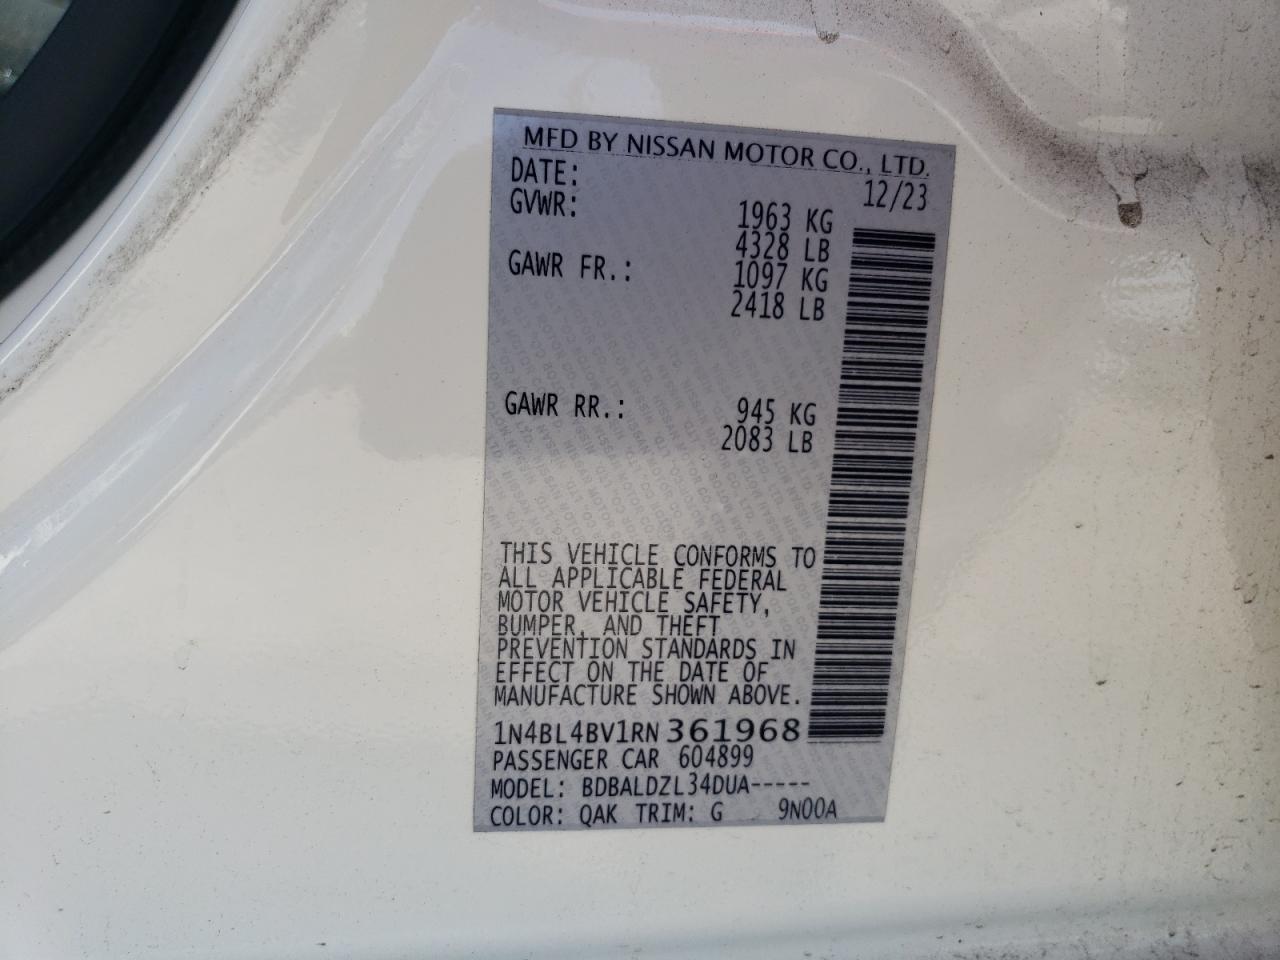 MFD BY NISSAN MOTOR CO., LTD.
DATE: 12/23
GVWR: 1963 KG
4328 LB
GAWR FR.: 1097 KG
2418 LB
GAWR RR.: 945 KG
2083 LB
THIS VEHICLE CONFORMS TO
ALL APPLICABLE FEDERAL
MOTOR VEHICLE SAFETY,
BUMPER, AND THEFT
PREVENTION STANDARDS IN
EFFECT ON THE DATE OF
MANUFACTURE SHOWN ABOVE.
1N4BL4BV1RN361968
PASSENGER CAR 604899
MODEL: BDBALDZL34DUA-----
COLOR: QAK TRIM: G 9N00A